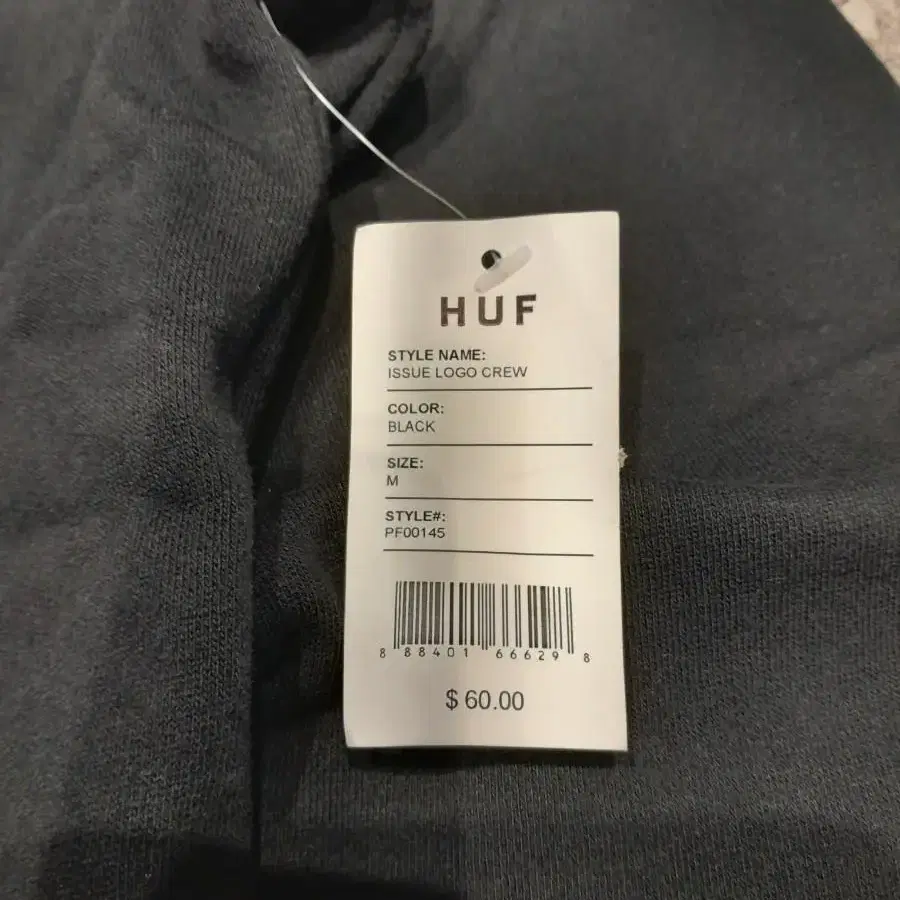 HUF
STYLE NAME:
ISSUE LOGO CREW
COLOR:
BLACK
SIZE:
M
STYLE#:
PF00145
8 88401 66629 8
$ 60.00